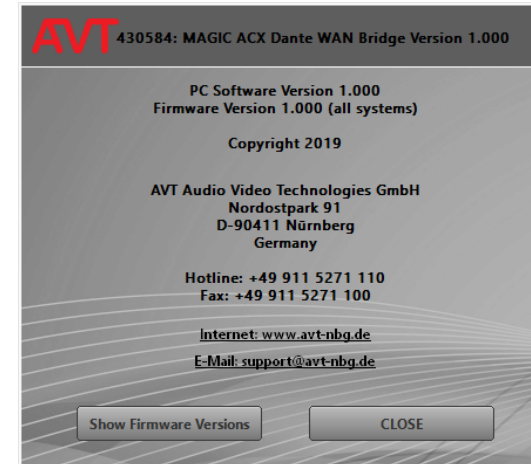 AVT 430584: MAGIC ACX Dante WAN Bridge Version 1.000
PC Software Version 1.000
Firmware Version 1.000 (all systems)
Copyright 2019
AVT Audio Video Technologies GmbH
Nordostpark 91
D-90411 Nürnberg
Germany
Hotline: +49 911 5271 110
Fax: +49 911 5271 100
Internet: www.avt-nbg.de
E-Mail: support@avt-nbg.de
Show Firmware Versions CLOSE